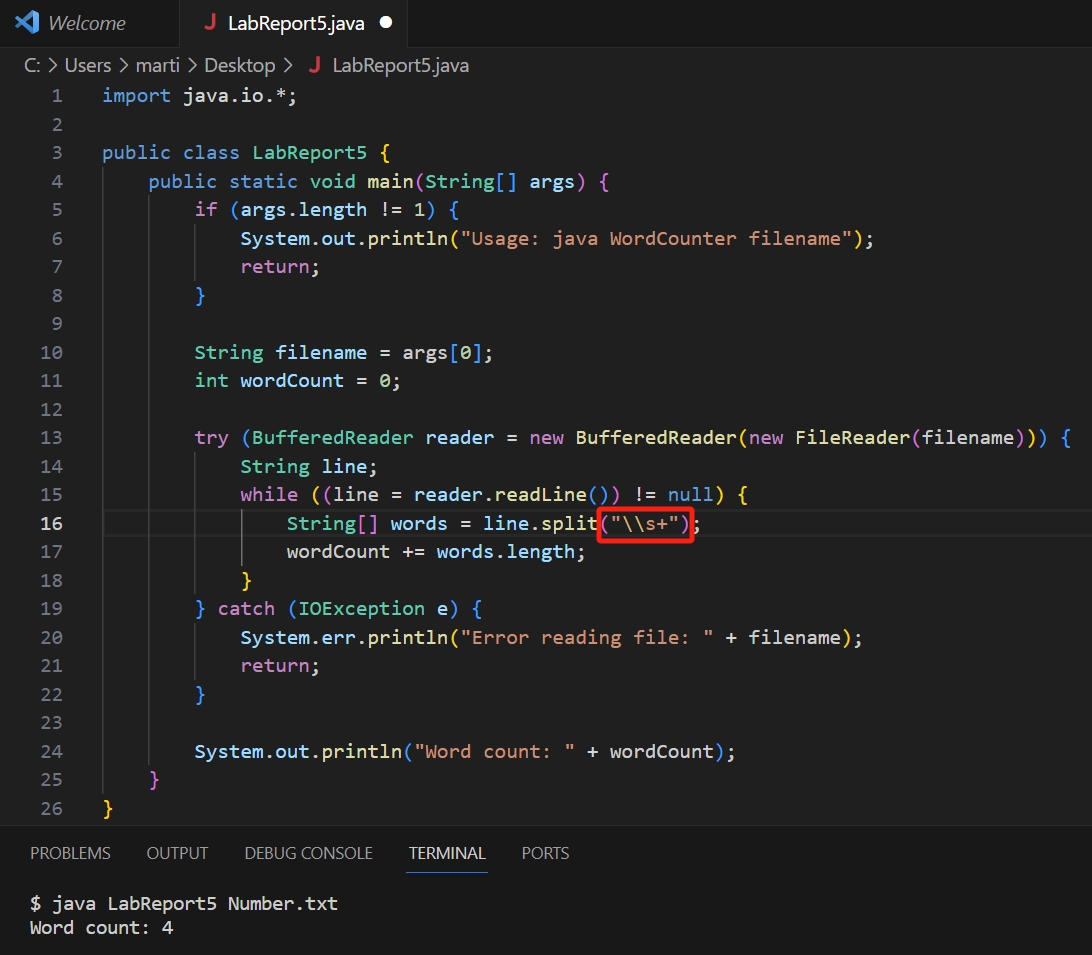 Welcome
J LabReport5.java
C: > Users > marti > Desktop > J LabReport5.java
1 import java.io.*;
2
3 public class LabReport5 {
4     public static void main(String[] args) {
5         if (args.length != 1) {
6             System.out.println("Usage: java WordCounter filename");
7             return;
8         }
9
10         String filename = args[0];
11         int wordCount = 0;
12
13         try (BufferedReader reader = new BufferedReader(new FileReader(filename))) {
14             String line;
15             while ((line = reader.readLine()) != null) {
16                 String[] words = line.split("\\s+");
17                 wordCount += words.length;
18             }
19         } catch (IOException e) {
20             System.err.println("Error reading file: " + filename);
21             return;
22         }
23
24         System.out.println("Word count: " + wordCount);
25     }
26 }
PROBLEMS OUTPUT DEBUG CONSOLE TERMINAL PORTS
$ java LabReport5 Number.txt
Word count: 4